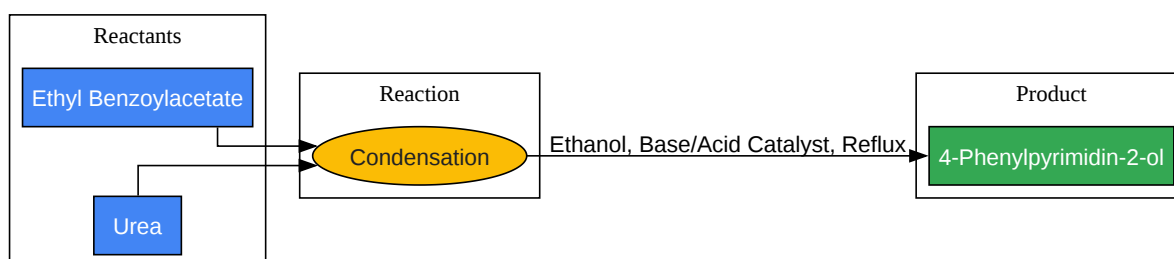 Reactants
Ethyl Benzoylacetate
Urea
Reaction
Condensation
Ethanol, Base/Acid Catalyst, Reflux
Product
4-Phenylpyrimidin-2-ol